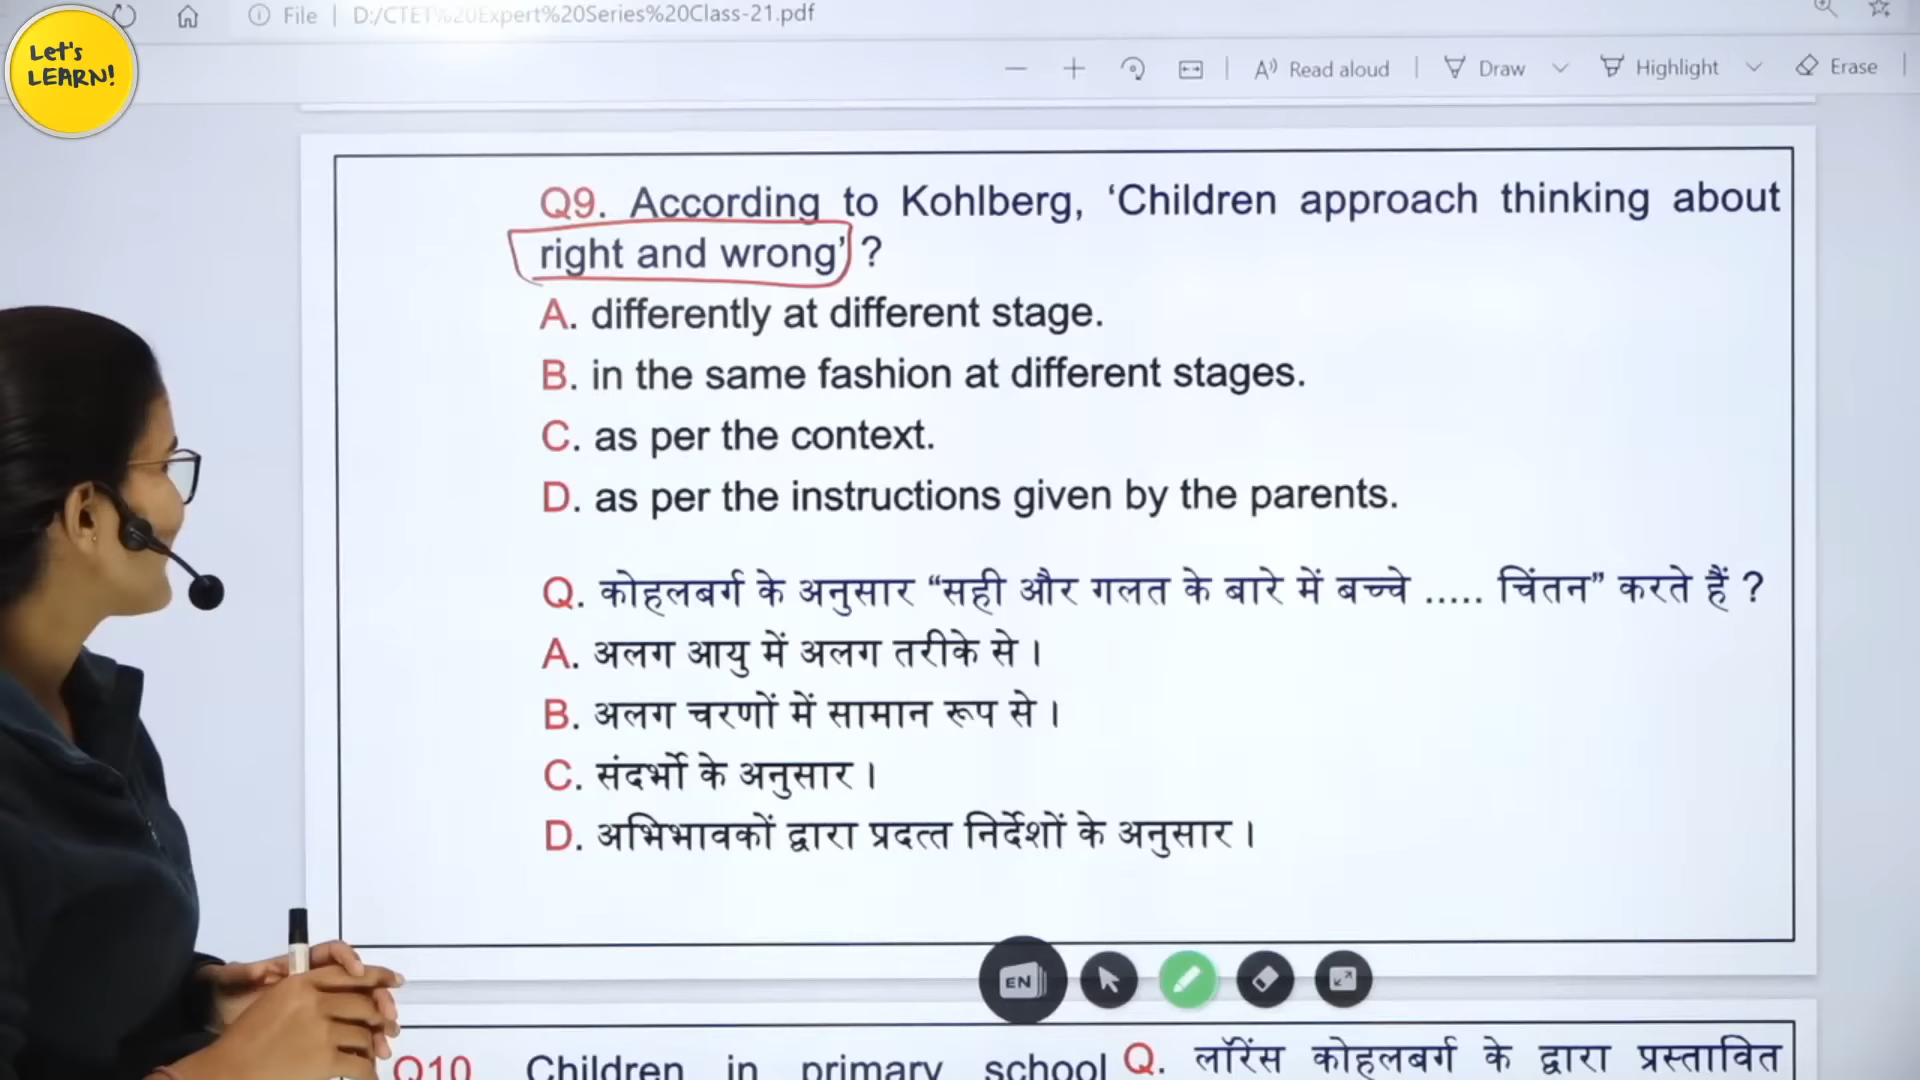 Let's
LEARN!
File | D:/CTET%20Expert%20Series%20Class-21.pdf
Read aloud
Draw
Highlight
Erase
Q9. According to Kohlberg, ‘Children approach thinking about
right and wrong’ ?
A. differently at different stage.
B. in the same fashion at different stages.
C. as per the context.
D. as per the instructions given by the parents.
Q. कोहलबर्ग के अनुसार “सही और गलत के बारे में बच्चे ..... चिंतन” करते हैं ?
A. अलग आयु में अलग तरीके से ।
B. अलग चरणों में सामान रूप से ।
C. संदर्भो के अनुसार ।
D. अभिभावकों द्वारा प्रदत्त निर्देशों के अनुसार ।
EN
Q10 Children in primary school
Q. लॉरेंस कोहलबर्ग के द्वारा प्रस्तावित